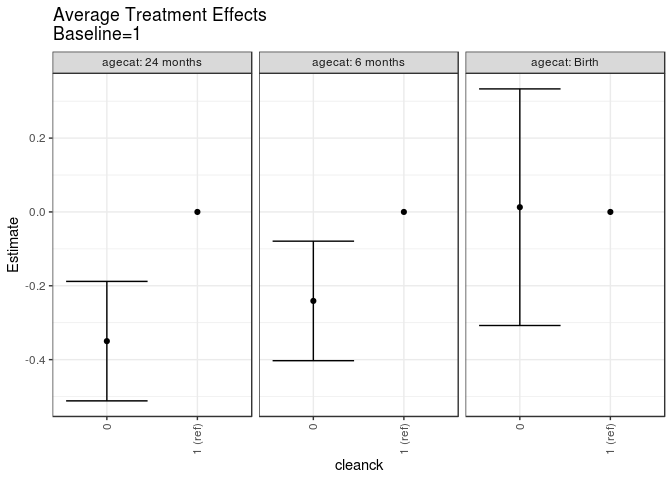 Average Treatment Effects
Baseline=1
agecat: 24 months
agecat: 6 months
agecat: Birth
Estimate
0.2
0.0
-0.2
-0.4
0
1 (ref)
0
1 (ref)
0
1 (ref)
cleanck